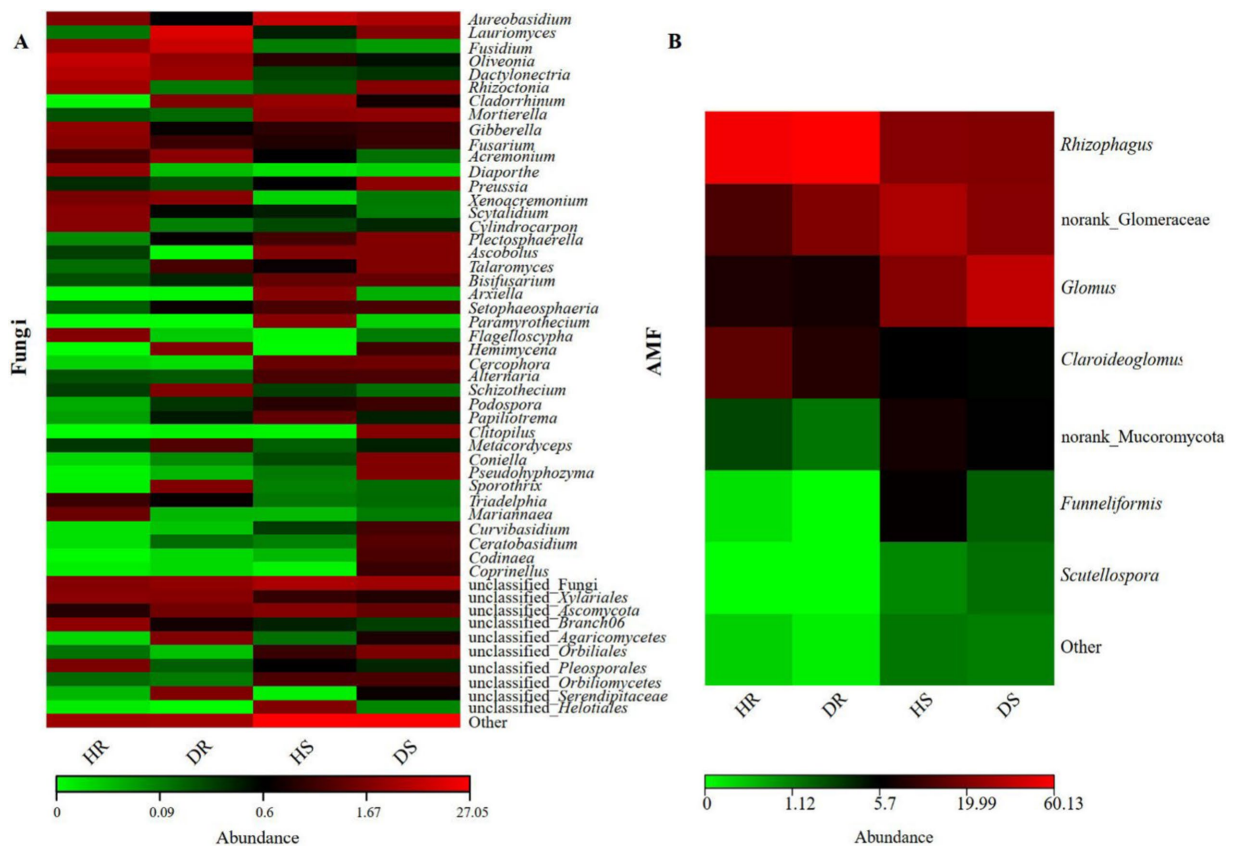 A
Fungi
Aureobasidium
Lauriomyces
Fusidium
Oliveonia
Dactylonectria
Rhizoctonia
Cladorrhinum
Mortierella
Gibberella
Fusarium
Acremonium
Diaporthe
Preussia
Xenoacremonium
Scytalidium
Cylindrocarpon
Plectosphaerella
Ascobolus
Talaromyces
Bisifusarium
Arxiella
Setophaeosphaeria
Paramyrothecium
Flagelloscypha
Hemimycena
Cercophora
Alternaria
Schizothecium
Podospora
Papiliotrema
Clitopilus
Metacordyceps
Coniella
Pseudohyphozyma
Sporothrix
Triadelphia
Mariannaea
Curvibasidium
Ceratobasidium
Codinaea
Coprinellus
unclassified_Fungi
unclassified_Xylariales
unclassified_Ascomycota
unclassified_Branch06
unclassified_Agaricomycetes
unclassified_Orbiliales
unclassified_Pleosporales
unclassified_Orbiliomycetes
unclassified_Serendipitaceae
unclassified_Helotiales
Other
HR DR HS DS
0 0.09 0.6 1.67 27.05
Abundance
B
AMF
Rhizophagus
norank_Glomeraceae
Glomus
Claroideoglomus
norank_Mucoromycota
Funneliformis
Scutellospora
Other
HR DR HS DS
0 1.12 5.7 19.99 60.13
Abundance